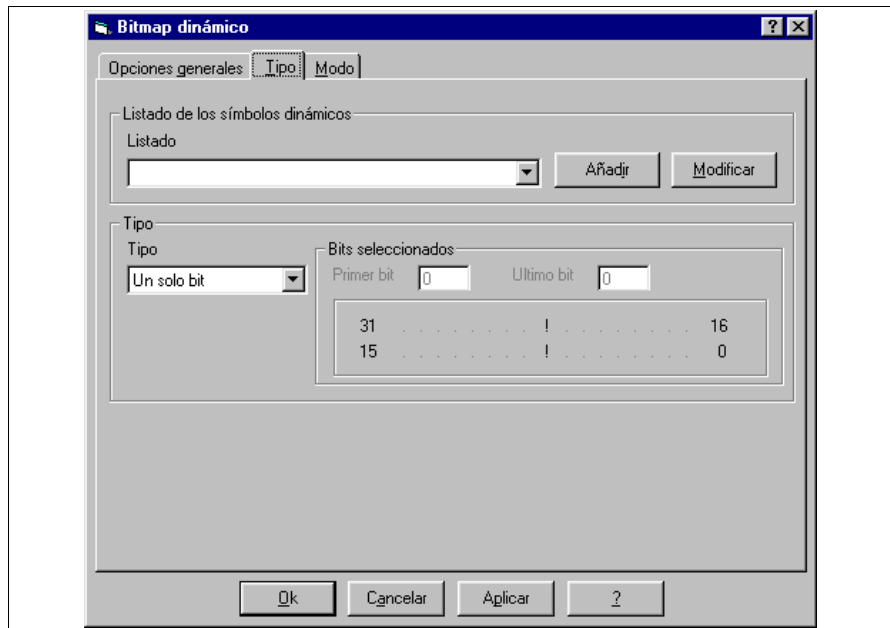 Bitmap dinámico
Opciones generales Tipo Modo
Listado de los símbolos dinámicos
Listado
Añadir Modificar
Tipo
Tipo Bits seleccionados
Un solo bit Primer bit 0 Ultimo bit 0
31 . . . . . . . ! . . . . . . . 16
15 . . . . . . . ! . . . . . . . 0
Ok Cancelar Aplicar ?